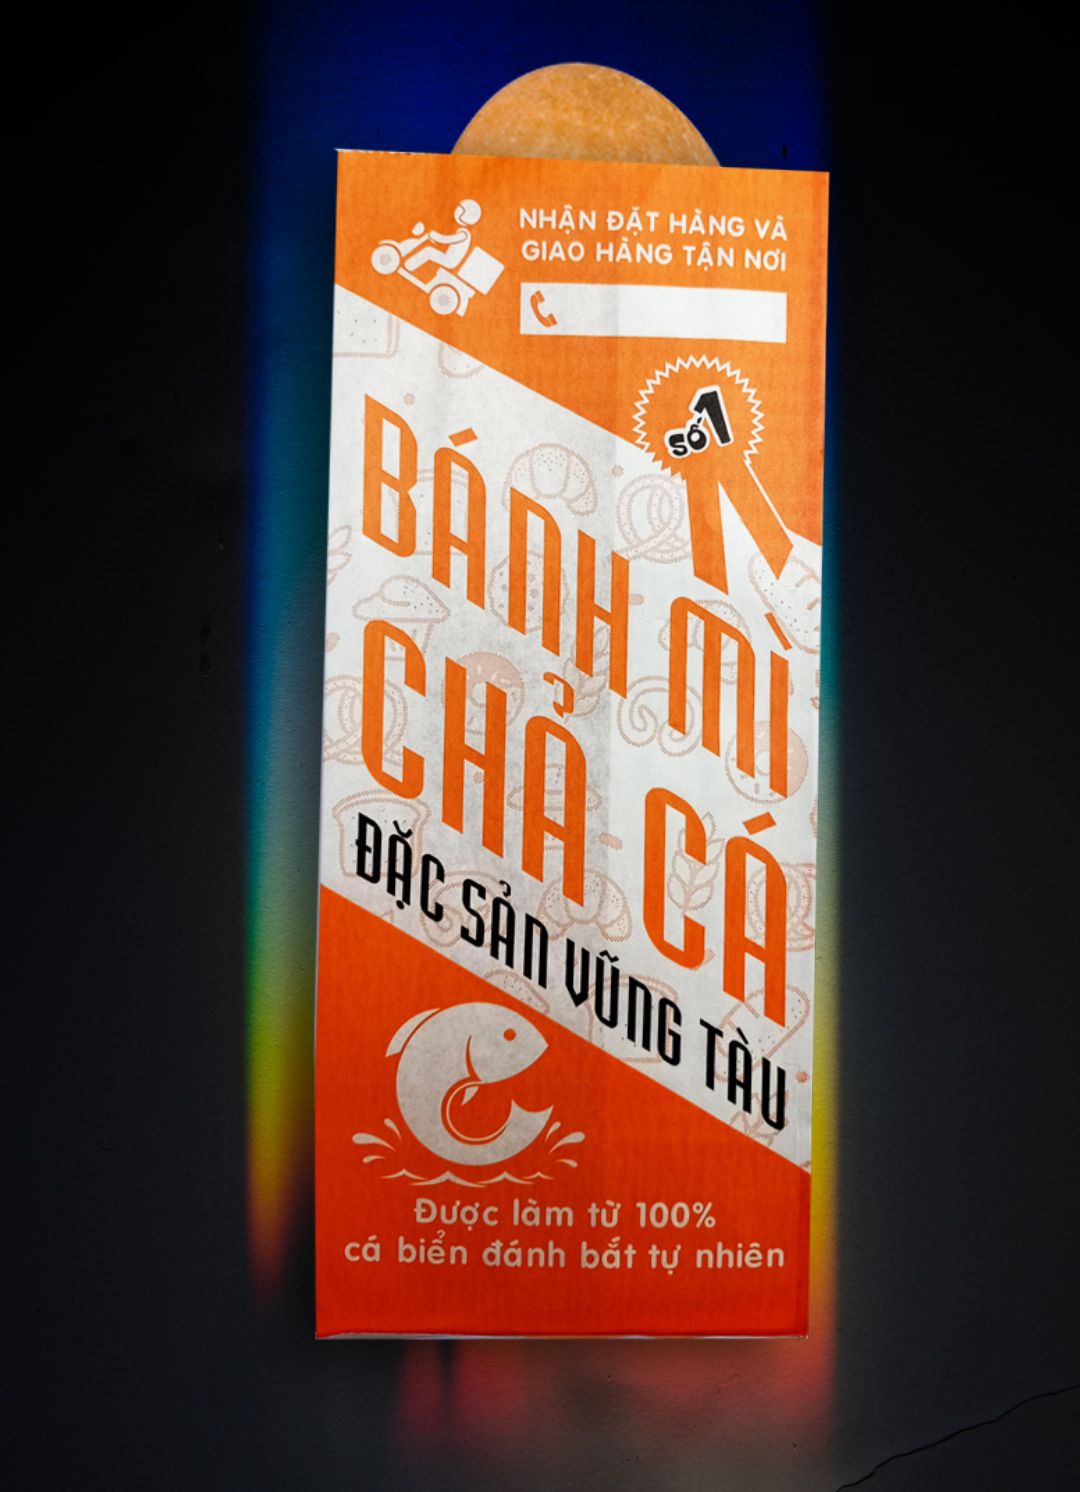 NHẬN ĐẶT HÀNG VÀ
GIAO HÀNG TẬN NƠI
SỐ 1
BÁNH MÌ
CHẢ CÁ
ĐẶC SẢN VŨNG TÀU
Được làm từ 100%
cá biển đánh bắt tự nhiên